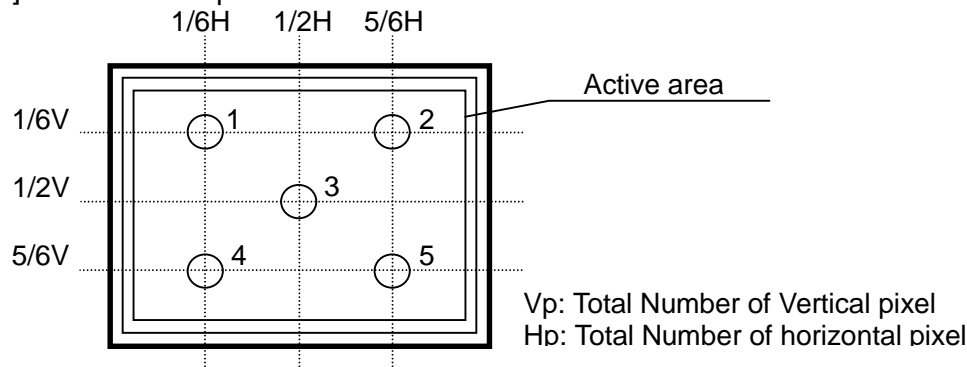 ]
1/6H 1/2H 5/6H
Active area
1/6V 1 2
1/2V 3
5/6V 4 5
Vp: Total Number of Vertical pixel
Hp: Total Number of horizontal pixel